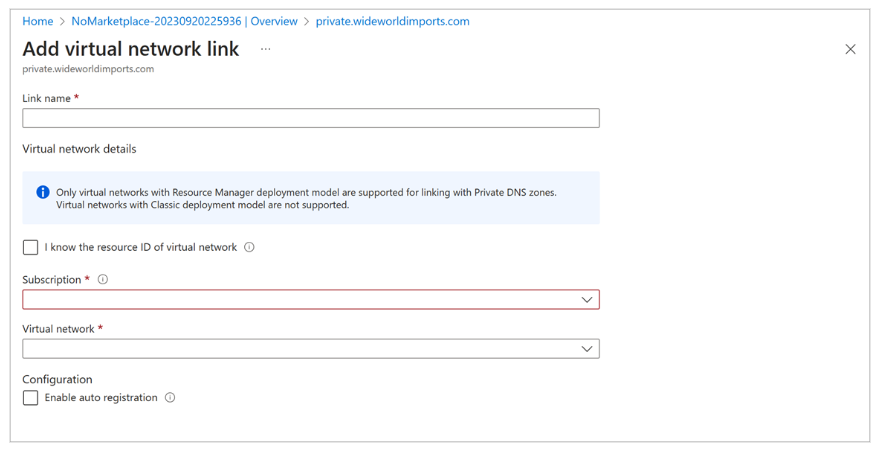 Home > NoMarketplace-20230920225936 | Overview > private.wideworldimports.com
Add virtual network link ...
private.wideworldimports.com
Link name *
Virtual network details
Only virtual networks with Resource Manager deployment model are supported for linking with Private DNS zones.
Virtual networks with Classic deployment model are not supported.
I know the resource ID of virtual network
Subscription *
Virtual network *
Configuration
Enable auto registration